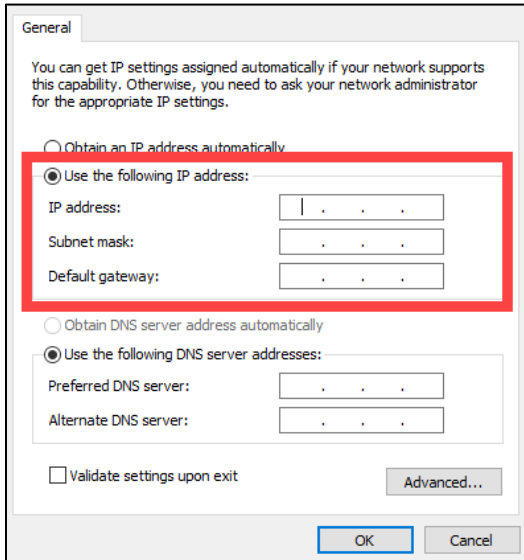 General
You can get IP settings assigned automatically if your network supports
this capability. Otherwise, you need to ask your network administrator
for the appropriate IP settings.
Obtain an IP address automatically
Use the following IP address:
IP address:
Subnet mask:
Default gateway:
Obtain DNS server address automatically
Use the following DNS server addresses:
Preferred DNS server:
Alternate DNS server:
Validate settings upon exit
Advanced...
OK
Cancel